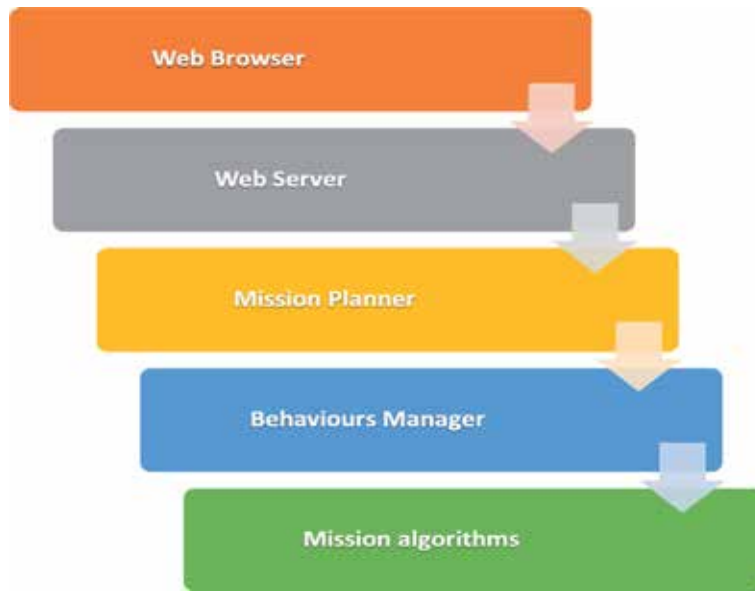 Web Browser
Web Server
Mission Planner
Behaviours Manager
Mission algorithms